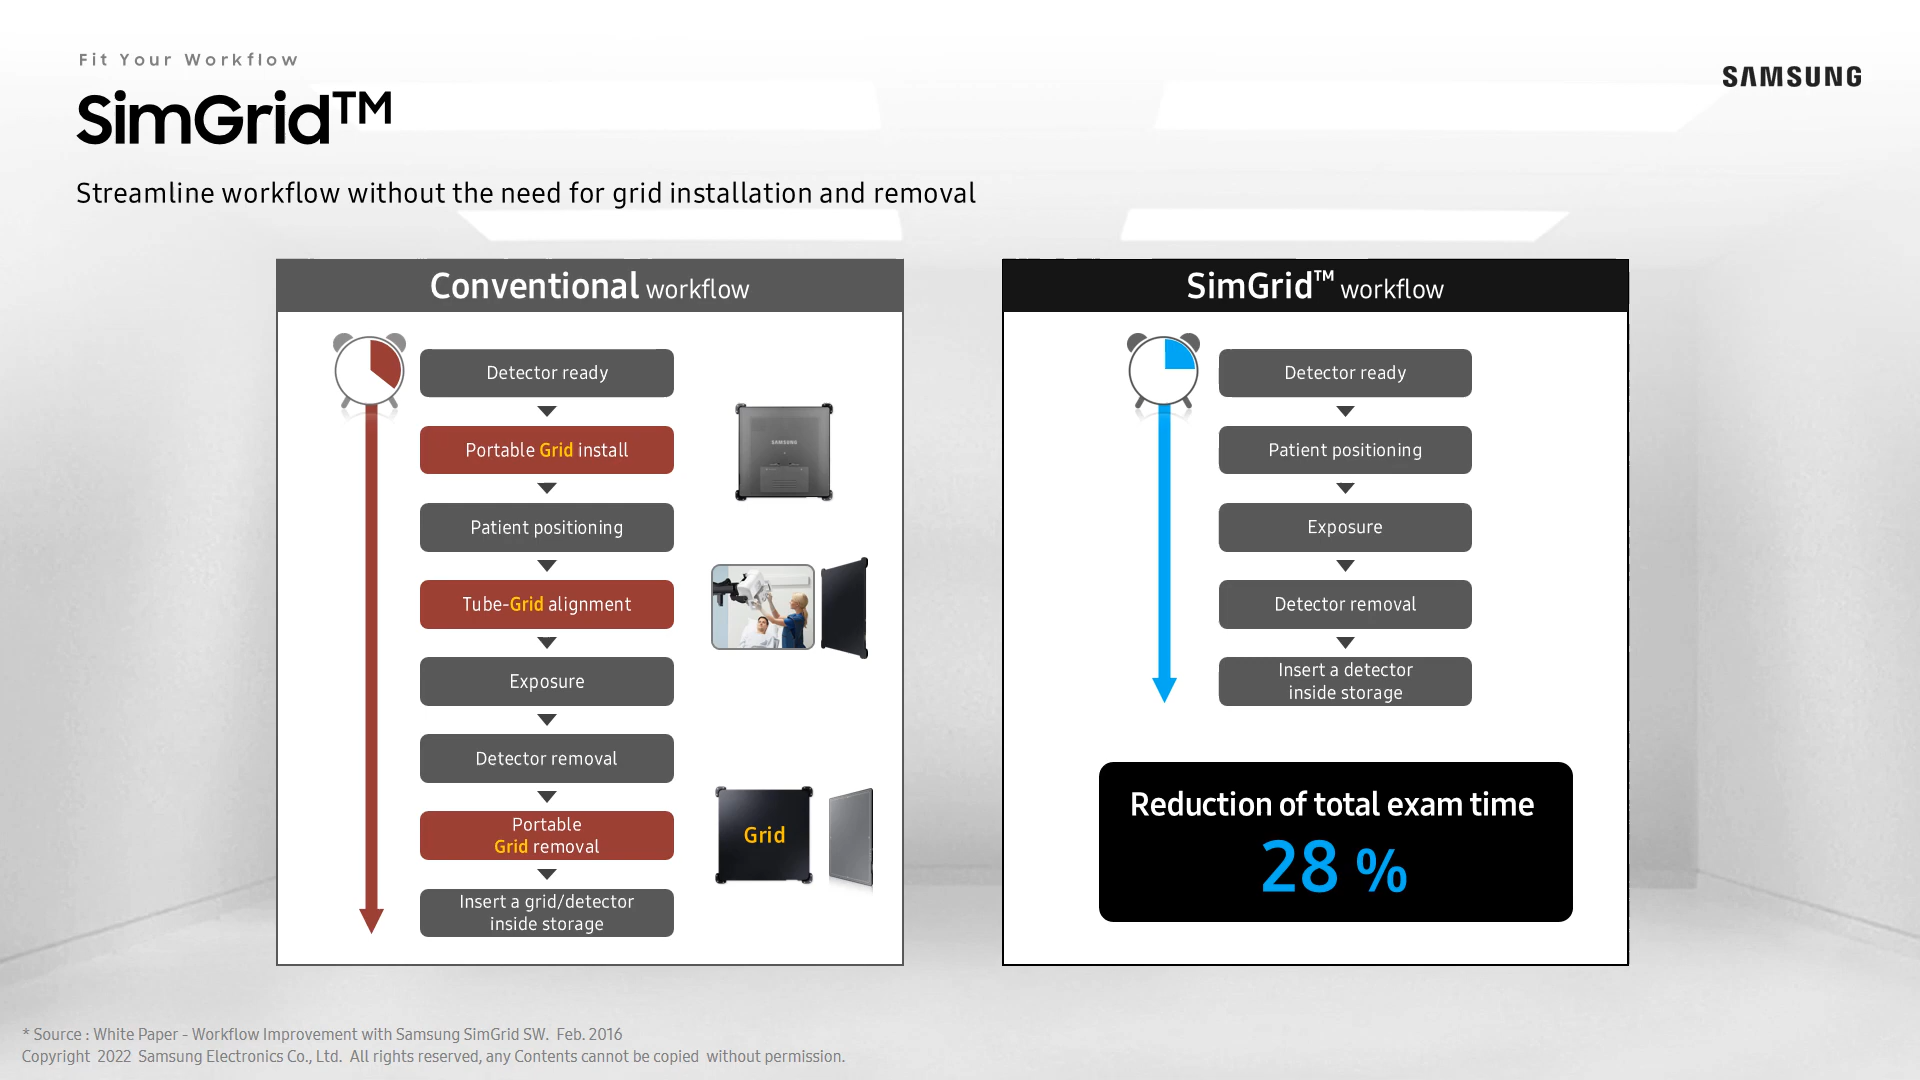 Fit Your Workflow
SAMSUNG
SimGrid™
Streamline workflow without the need for grid installation and removal
Conventional workflow
Detector ready
Portable Grid install
SAMSUNG
Patient positioning
Tube-Grid alignment
Exposure
Detector removal
Portable
Grid removal
Grid
Insert a grid/detector
inside storage
SimGrid™ workflow
Detector ready
Patient positioning
Exposure
Detector removal
Insert a detector
inside storage
Reduction of total exam time
28 %
* Source : White Paper - Workflow Improvement with Samsung SimGrid SW. Feb. 2016
Copyright 2022 Samsung Electronics Co., Ltd. All rights reserved, any Contents cannot be copied without permission.